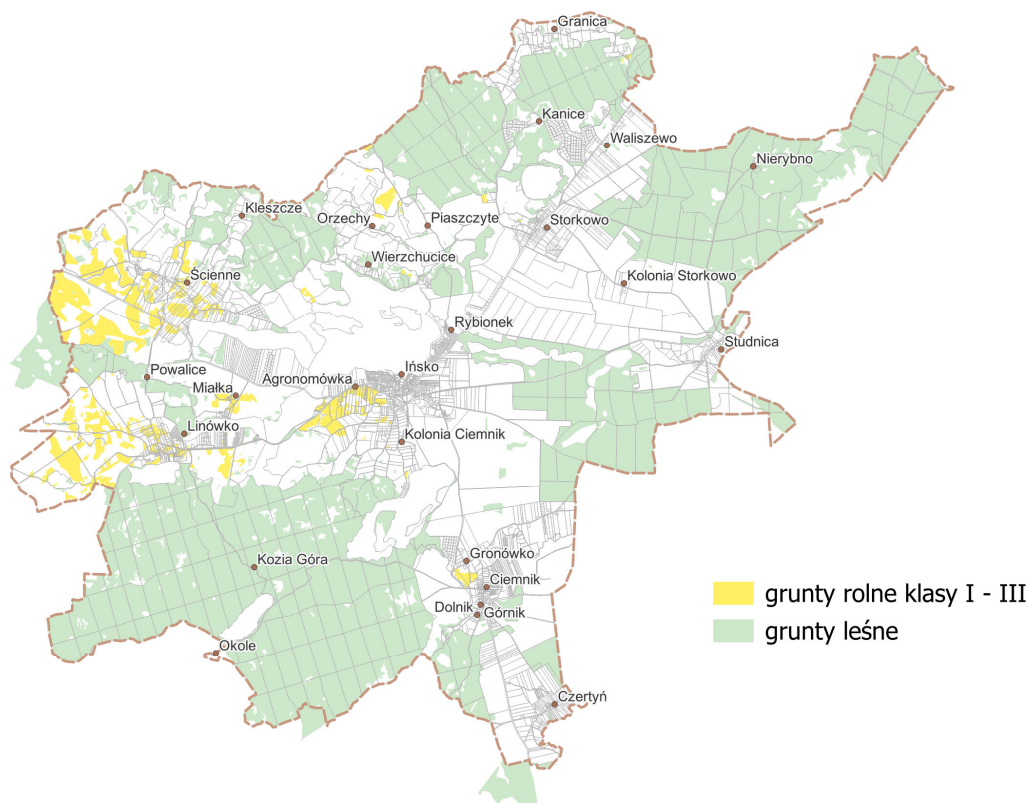 Granica
Kanice
Waliszewo
Nierybno
Kleszcze
Orzechy
Piaszczyte
Storkowo
Wierzchucice
Ścienne
Kolonia Storkowo
Rybionek
Studnica
Powalice
Ińsko
Agronomówka
Miałka
Linówko
Kolonia Ciemnik
Gronówko
Kozia Góra
Ciemnik
grunty rolne klasy I - III
Dolnik
Górnik
grunty leśne
Okole
Czertyń